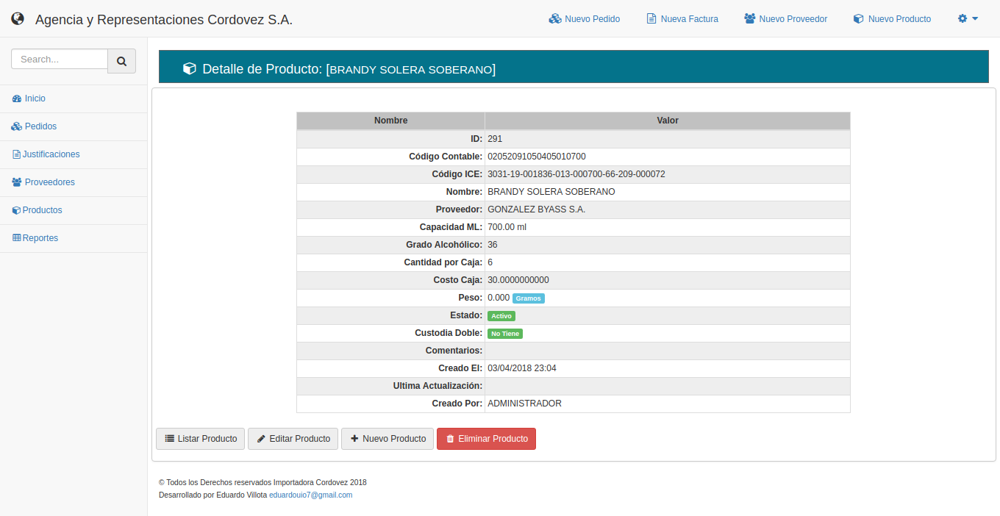 Agencia y Representaciones Cordovez S.A.
Nuevo Pedido
Nueva Factura
Nuevo Proveedor
Nuevo Producto
Search...
Inicio
Pedidos
Justificaciones
Proveedores
Productos
Reportes
Detalle de Producto: [BRANDY SOLERA SOBERANO]
Nombre Valor
ID: 291
Código Contable: 02052091050405010700
Código ICE: 3031-19-001836-013-000700-66-209-000072
Nombre: BRANDY SOLERA SOBERANO
Proveedor: GONZALEZ BYASS S.A.
Capacidad ML: 700.00 ml
Grado Alcohólico: 36
Cantidad por Caja: 6
Costo Caja: 30.0000000000
Peso: 0.000 Gramos
Estado: Activo
Custodia Doble: No Tiene
Comentarios:
Creado El: 03/04/2018 23:04
Ultima Actualización:
Creado Por: ADMINISTRADOR
Listar Producto
Editar Producto
Nuevo Producto
Eliminar Producto
© Todos los Derechos reservados Importadora Cordovez 2018
Desarrollado por Eduardo Villota eduardouio7@gmail.com